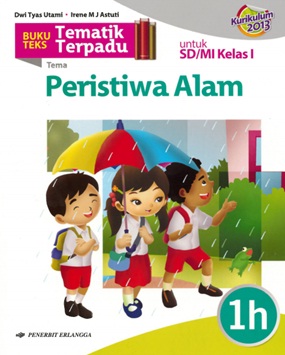 Dwi Tyas Utami • Irene M J Astuti
Kurikulum
2013
BUKU
TEKS
Tematik
Terpadu
untuk
SD/MI Kelas I
Tema
Peristiwa Alam
1h
PENERBIT ERLANGGA